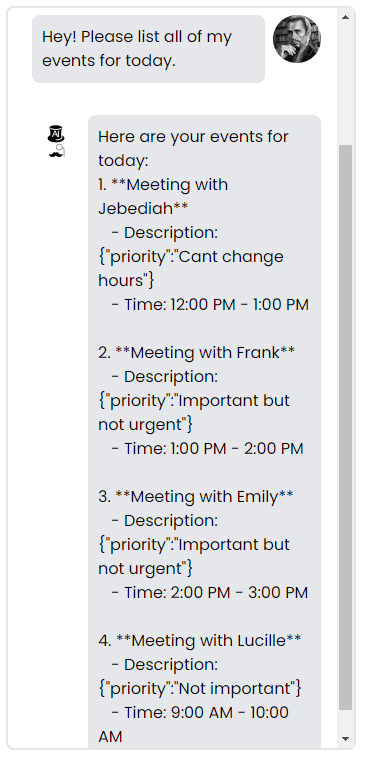 Hey! Please list all of my
events for today.
AI
Here are your events for
today:
1. **Meeting with
Jebediah**
- Description:
{"priority":"Cant change
hours"}
- Time: 12:00 PM - 1:00 PM
2. **Meeting with Frank**
- Description:
{"priority":"Important but
not urgent"}
- Time: 1:00 PM - 2:00 PM
3. **Meeting with Emily**
- Description:
{"priority":"Important but
not urgent"}
- Time: 2:00 PM - 3:00 PM
4. **Meeting with Lucille**
- Description:
{"priority":"Not important"}
- Time: 9:00 AM - 10:00
AM